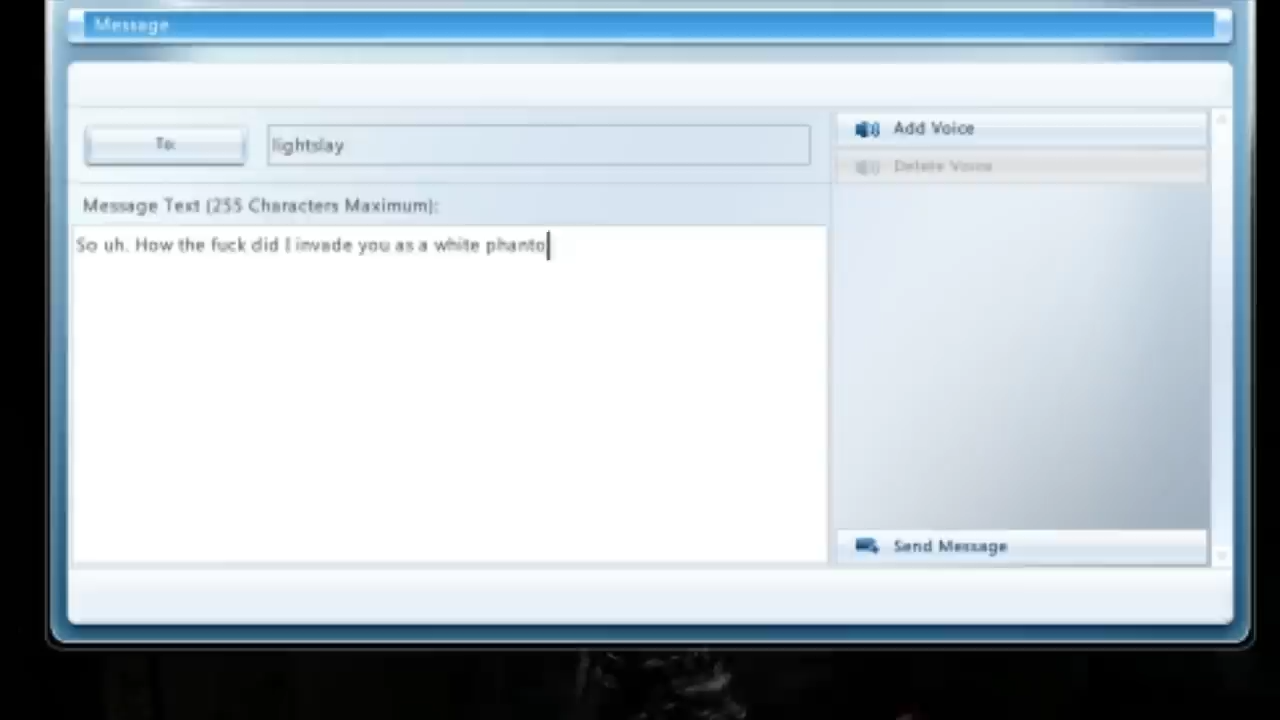 Message
To:
lightslay
Add Voice
Delete Voice
Message Text (255 Characters Maximum):
So uh. How the fuck did I invade you as a white phanto
Send Message